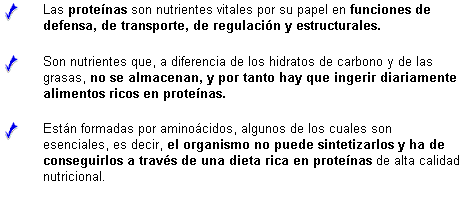 Las proteínas son nutrientes vitales por su papel en funciones de
defensa, de transporte, de regulación y estructurales.
Son nutrientes que, a diferencia de los hidratos de carbono y de las
grasas, no se almacenan, y por tanto hay que ingerir diariamente
alimentos ricos en proteínas.
Están formadas por aminoácidos, algunos de los cuales son
esenciales, es decir, el organismo no puede sintetizarlos y ha de
conseguirlos a través de una dieta rica en proteínas de alta calidad
nutricional.